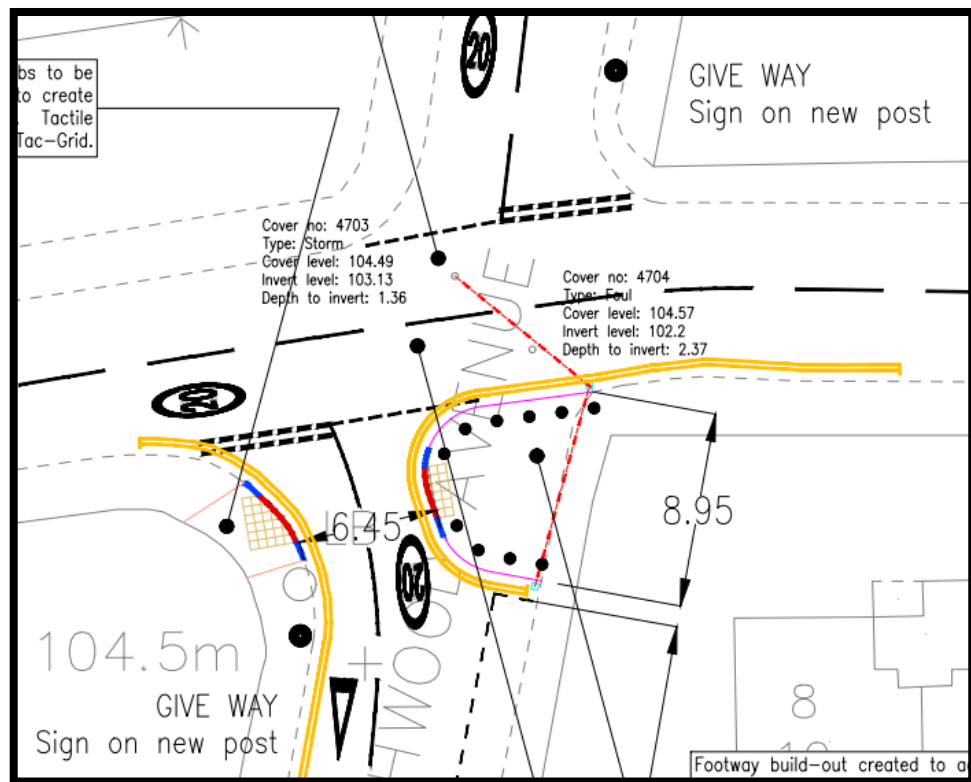 20
bs to be
to create
Tactile
Tac-Grid.
GIVE WAY
Sign on new post
Cover no: 4703
Type: Storm
Cover level: 104.49
Invert level: 103.13
Depth to invert: 1.36
Cover no: 4704
Type: Foul
Cover level: 104.57
Invert level: 102.2
Depth to invert: 2.37
20
8.95
6.45
LB
20
104.5m
GIVE WAY
Sign on new post
8
Footway build-out created to